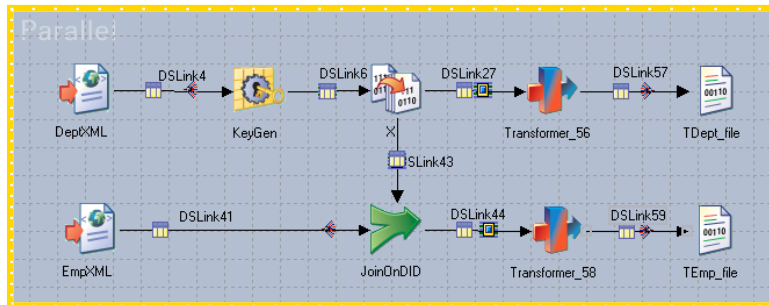 Parallel
DSLink4
DSLink6
DSLink27
DSLink57
DeptXML
KeyGen
X
Transformer_56
TDept_file
SLink43
DSLink41
DSLink44
DSLink59
EmpXML
JoinOnDID
Transformer_58
TEmp_file